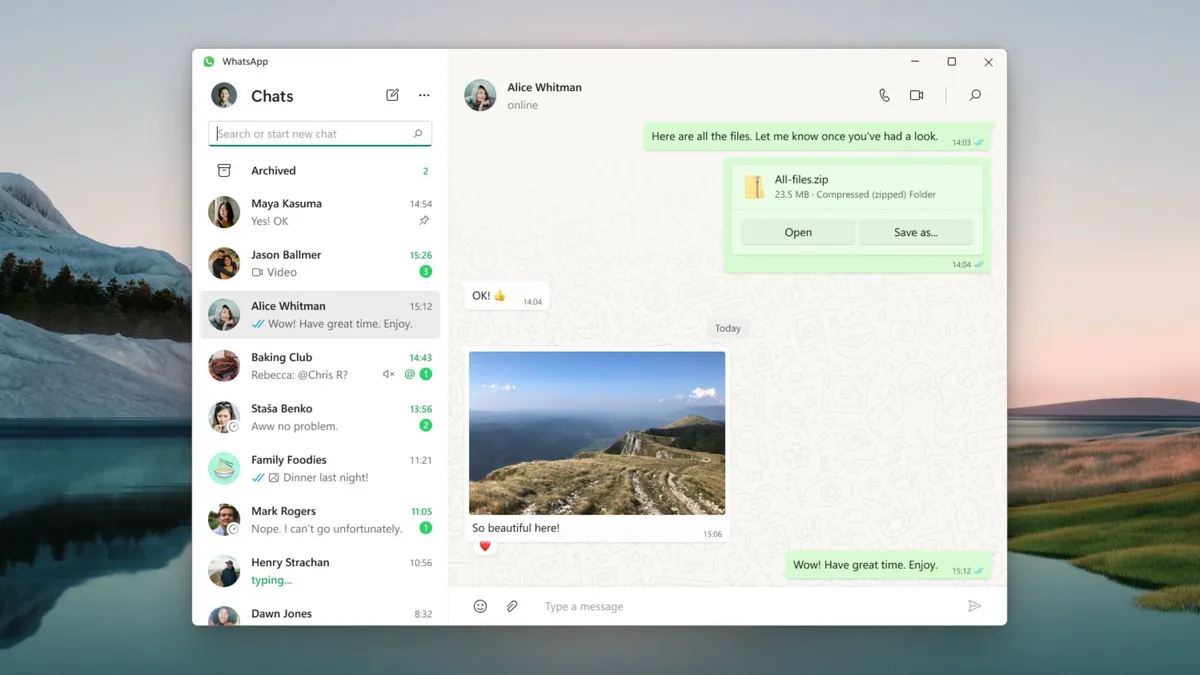 WhatsApp
Chats
Search or start new chat
Archived 2
Maya Kasuma 14:54
Yes! OK
Jason Ballmer 15:26
Video 3
Alice Whitman 15:12
Wow! Have great time. Enjoy.
Baking Club 14:43
Rebecca: @Chris R? @ 1
Staša Benko 13:56
Aww no problem. 2
Family Foodies 11:21
Dinner last night!
Mark Rogers 11:05
Nope. I can't go unfortunately. 1
Henry Strachan 10:56
typing...
Dawn Jones 8:32
Alice Whitman
online
Here are all the files. Let me know once you've had a look. 14:03
All-files.zip
23.5 MB · Compressed (zipped) Folder
Open Save as...
14:04
OK! 👍 14:04
Today
So beautiful here! 15:06
❤️
Wow! Have great time. Enjoy. 15:12
Type a message